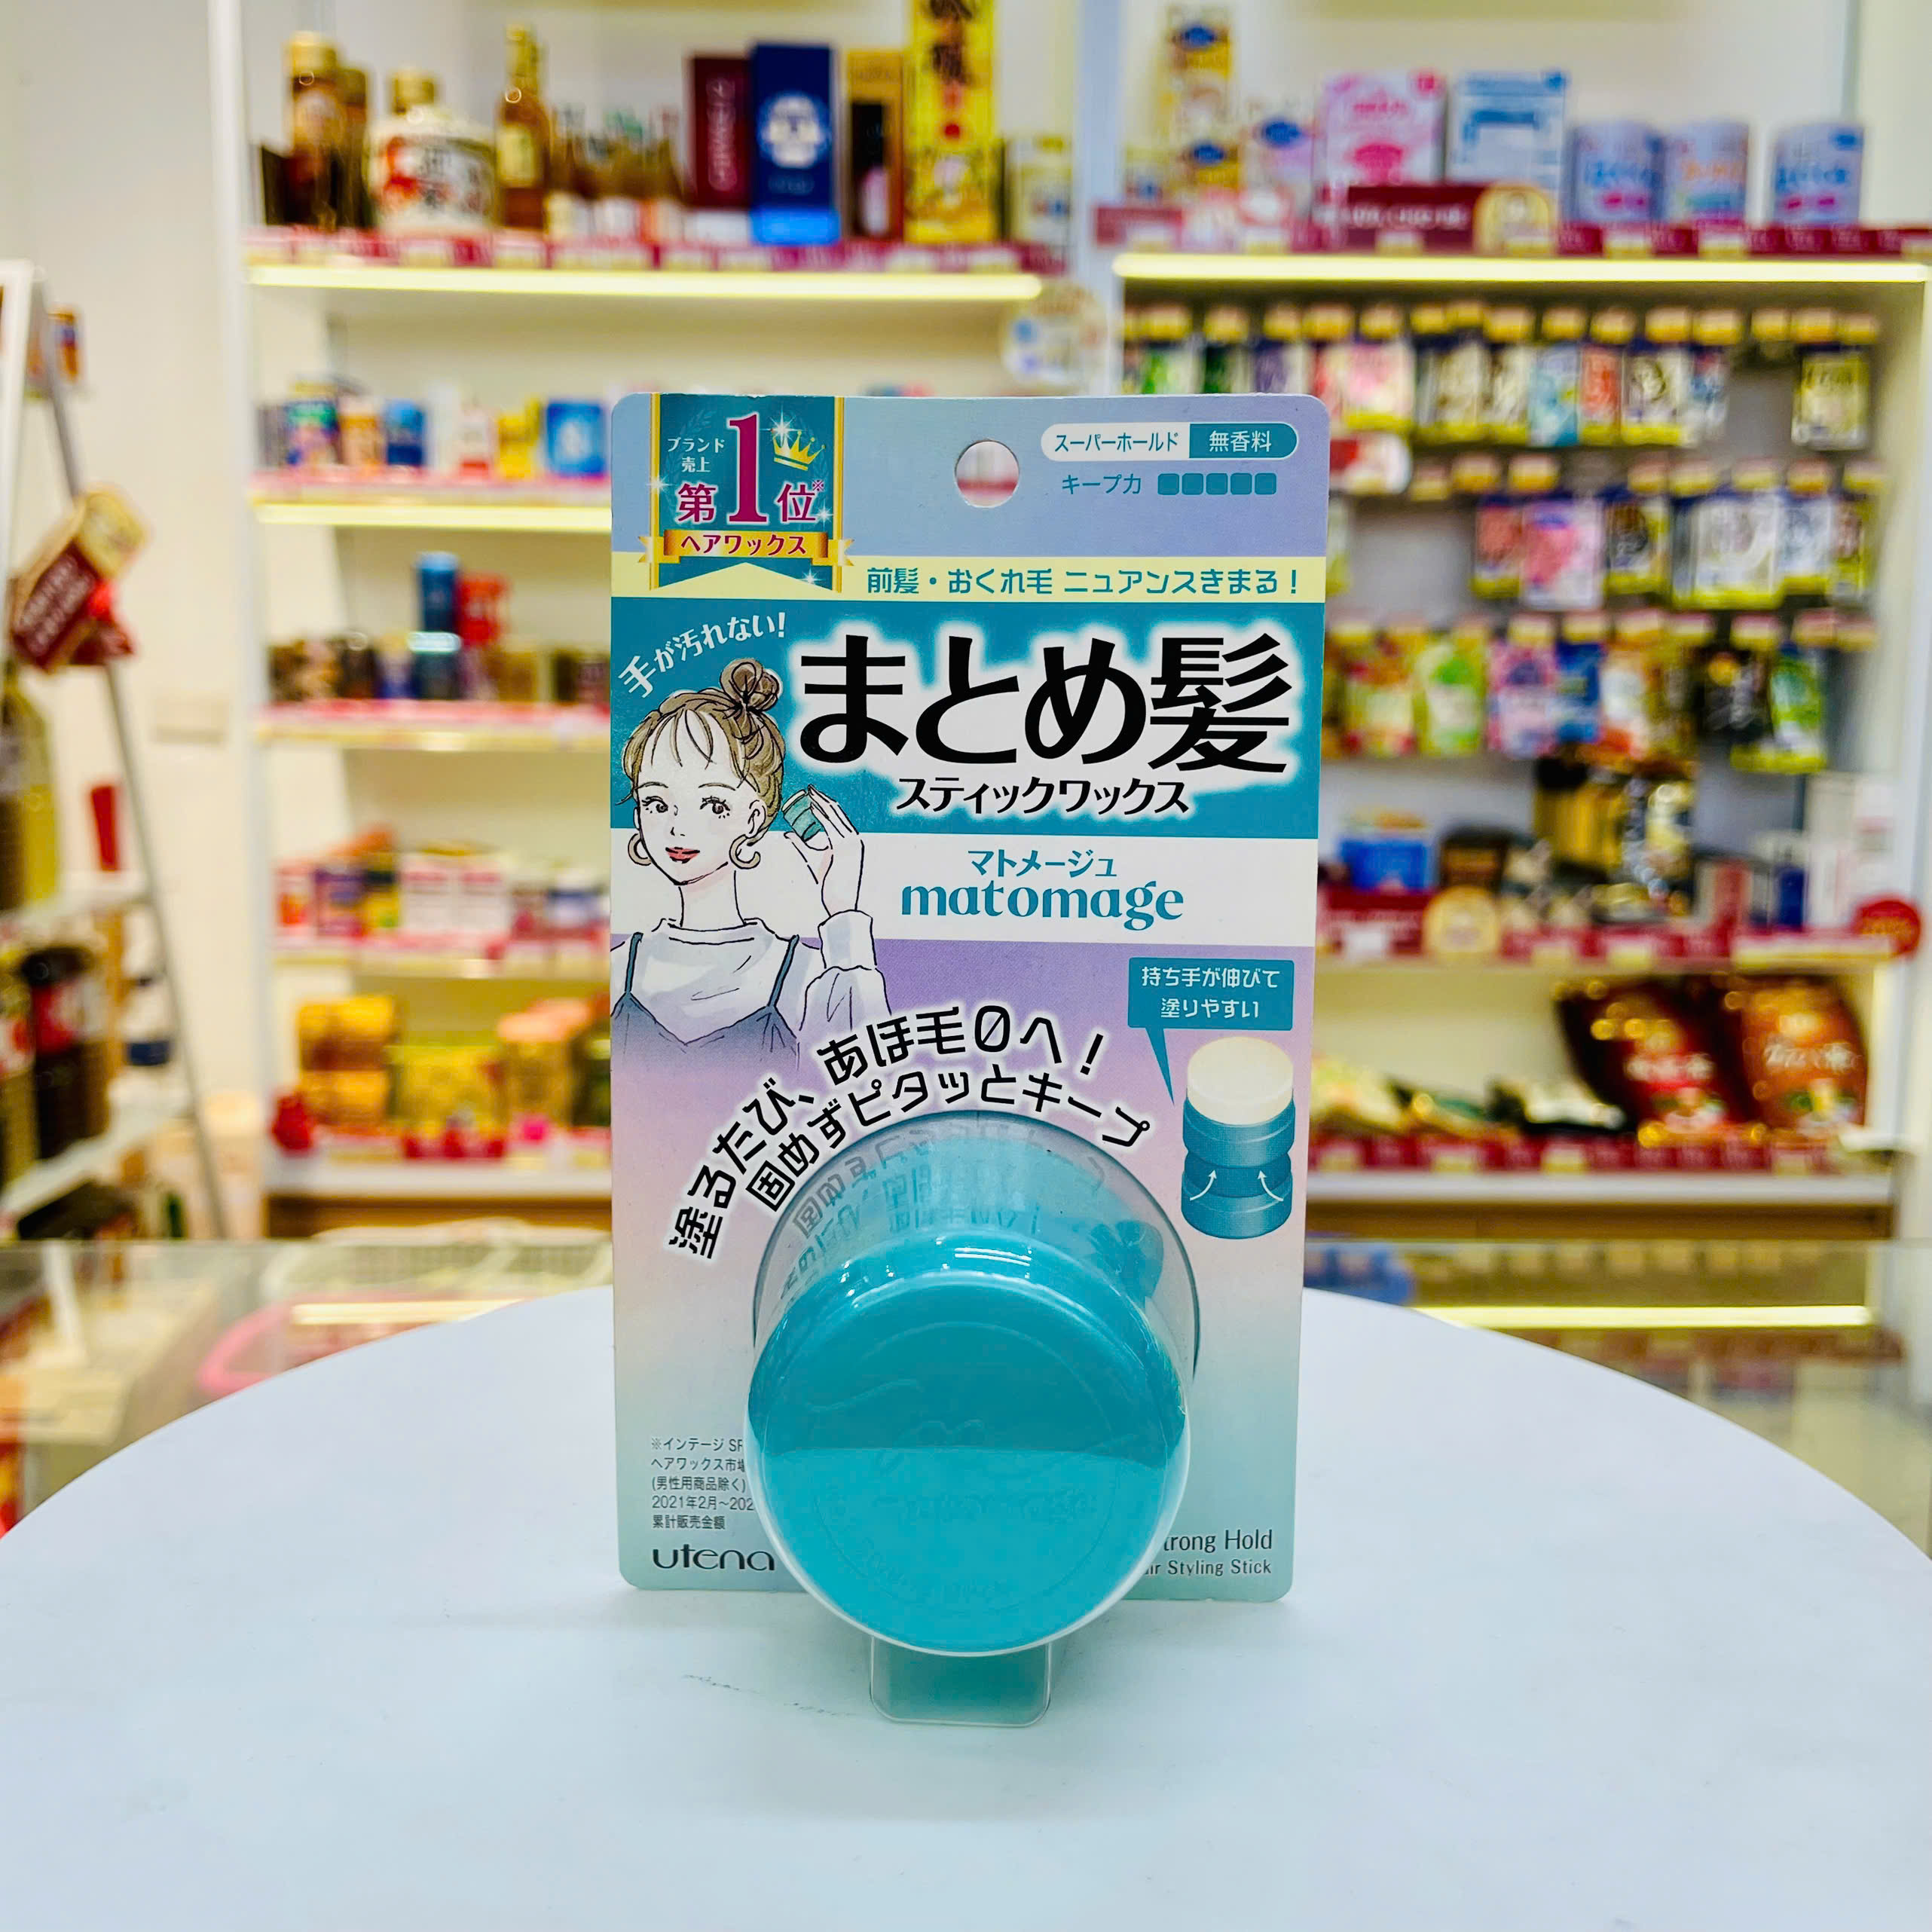 ブランド
売上
第1位※
ヘアワックス
スーパーホールド 無香料
キープ力
前髪・おくれ毛 ニュアンスきまる!
手が汚れない!
まとめ髪
スティックワックス
マトメージュ
matomage
持ち手が伸びて
塗りやすい
塗るたび、あほ毛0へ!
固めずピタッとキープ
※インテージ
ヘアワックス
(男性用商品除く)
2021年2月~
累計販売金額
utena
Hold
Styling Stick